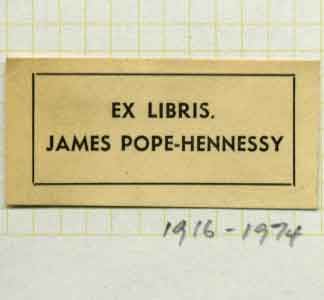 EX LIBRIS.
JAMES POPE-HENNESSY
1916-1974